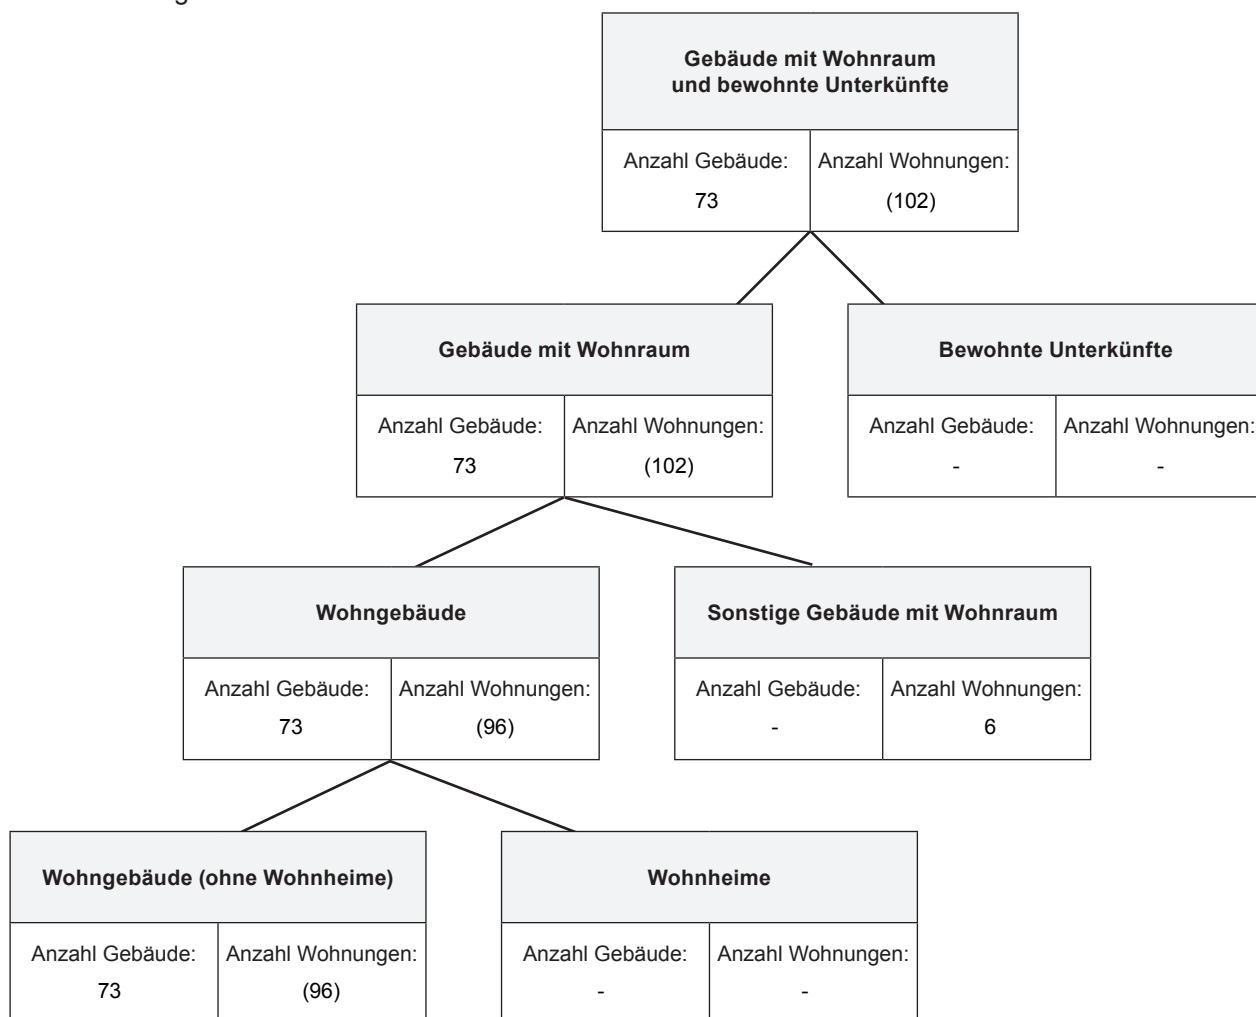 Gebäude mit Wohnraum
und bewohnte Unterkünfte
Anzahl Gebäude: Anzahl Wohnungen:
73 (102)
Gebäude mit Wohnraum
Anzahl Gebäude: Anzahl Wohnungen:
73 (102)
Bewohnte Unterkünfte
Anzahl Gebäude: Anzahl Wohnungen:
- -
Wohngebäude
Anzahl Gebäude: Anzahl Wohnungen:
73 (96)
Sonstige Gebäude mit Wohnraum
Anzahl Gebäude: Anzahl Wohnungen:
- 6
Wohngebäude (ohne Wohnheime)
Anzahl Gebäude: Anzahl Wohnungen:
73 (96)
Wohnheime
Anzahl Gebäude: Anzahl Wohnungen:
- -